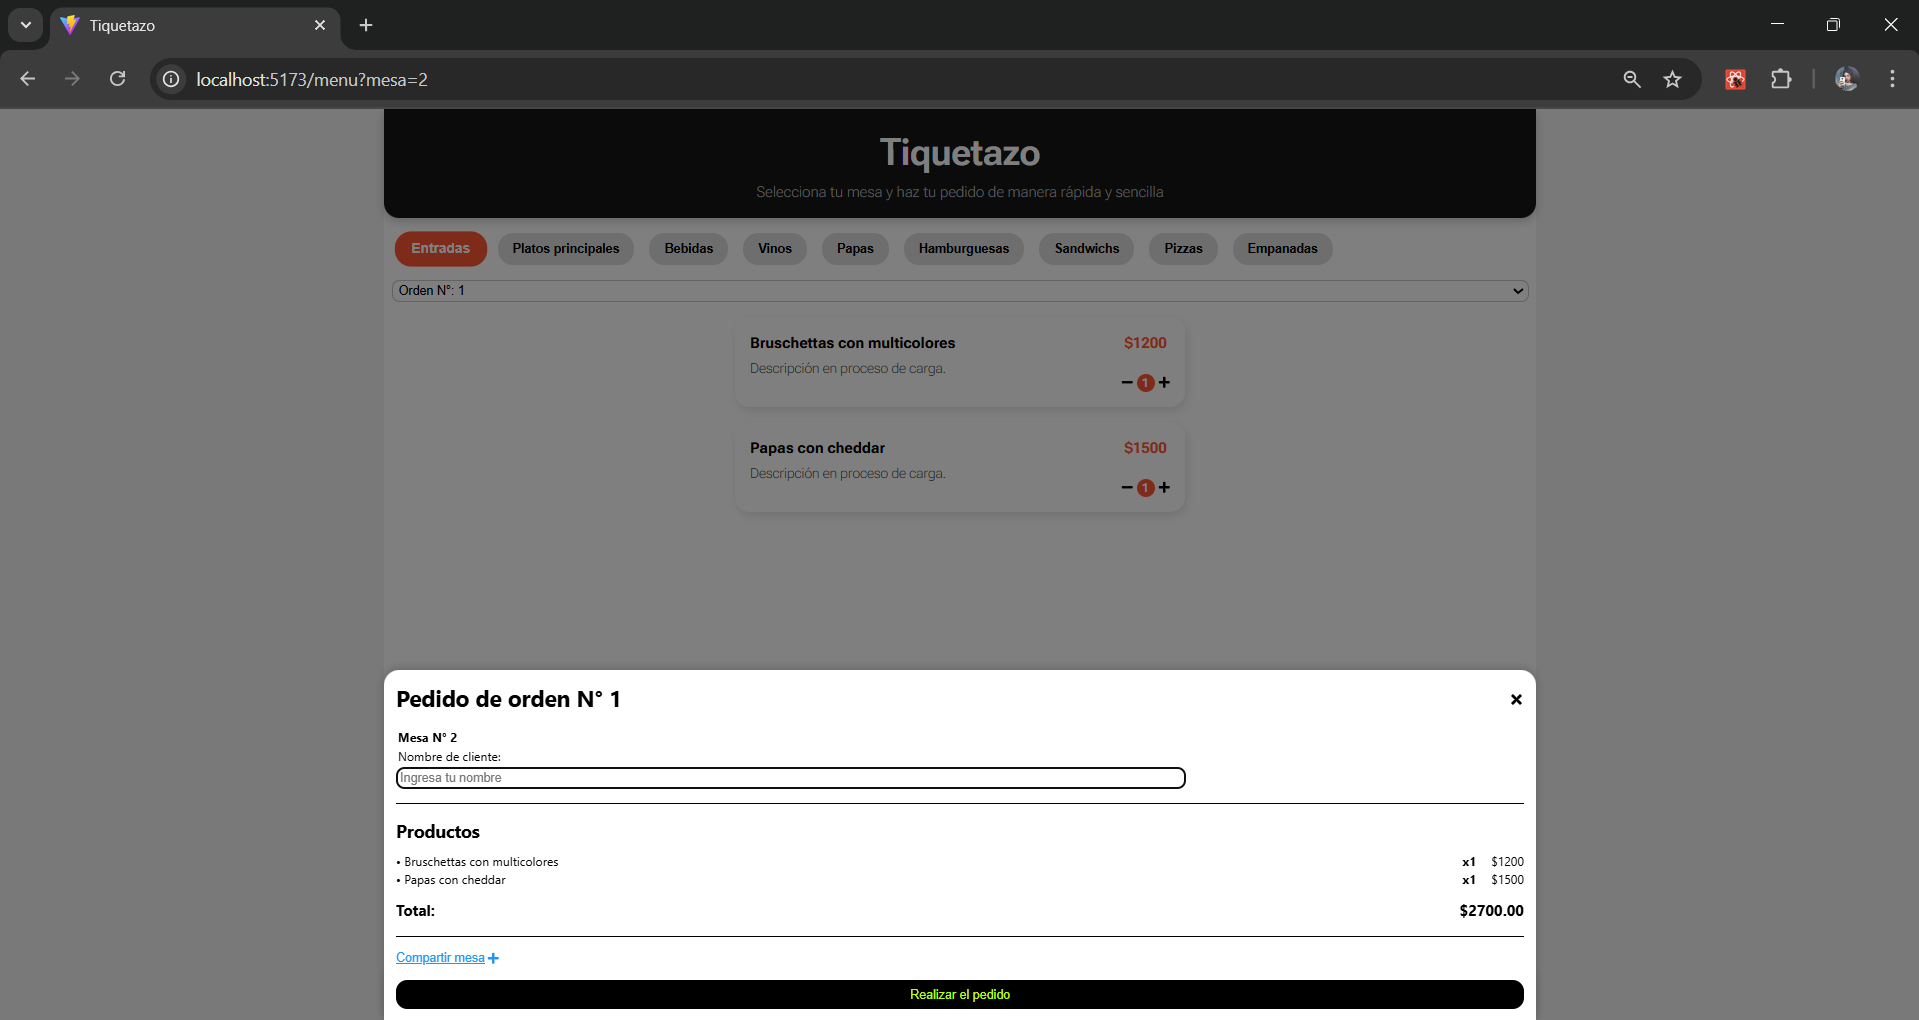 Tiquetazo
localhost:5173/menu?mesa=2
Tiquetazo
Selecciona tu mesa y haz tu pedido de manera rápida y sencilla
Entradas Platos principales Bebidas Vinos Papas Hamburguesas Sandwichs Pizzas Empanadas
Orden N°: 1
Bruschettas con multicolores $1200
Descripción en proceso de carga.
− 1 +
Papas con cheddar $1500
Descripción en proceso de carga.
− 1 +
Pedido de orden N° 1
Mesa N° 2
Nombre de cliente:
Ingresa tu nombre
Productos
• Bruschettas con multicolores x1 $1200
• Papas con cheddar x1 $1500
Total: $2700.00
Compartir mesa +
Realizar el pedido